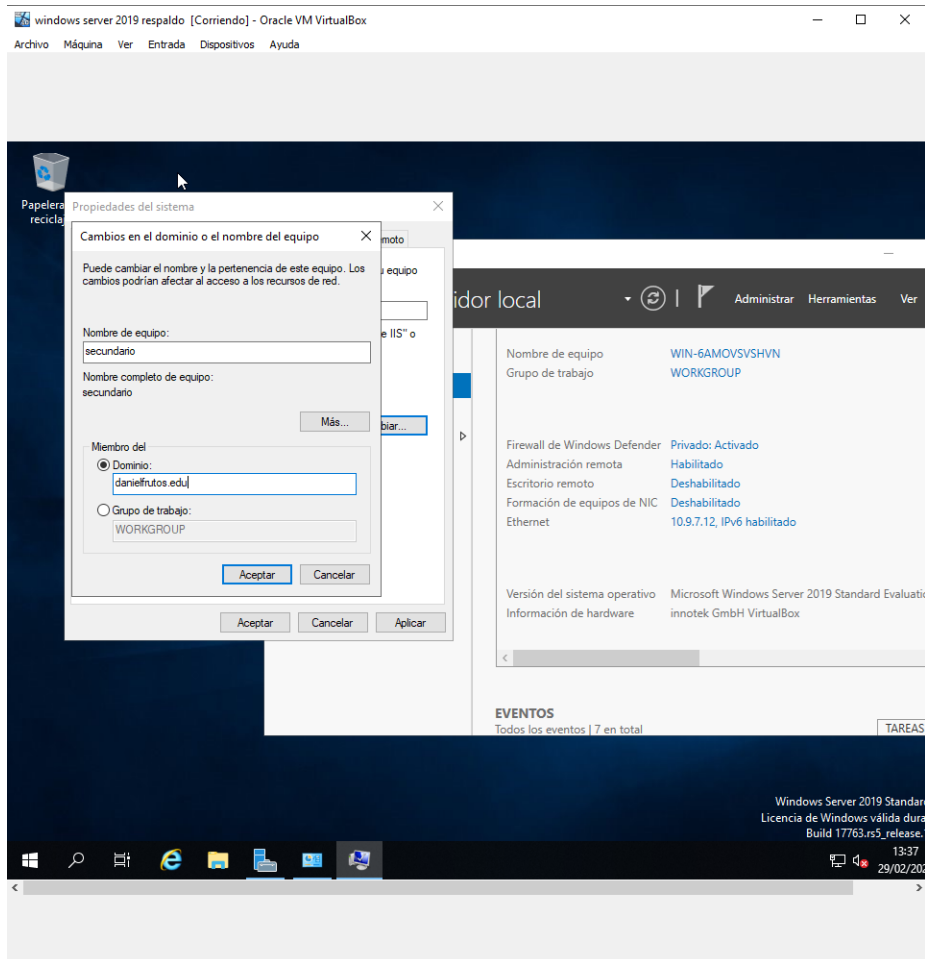 windows server 2019 respaldo [Corriendo] - Oracle VM VirtualBox
Archivo Máquina Ver Entrada Dispositivos Ayuda
Papelera
reciclaj
Propiedades del sistema
Cambios en el dominio o el nombre del equipo
moto
Puede cambiar el nombre y la pertenencia de este equipo. Los
cambios podrían afectar al acceso a los recursos de red.
u equipo
e IIS" o
Nombre de equipo:
secundario
Nombre completo de equipo:
secundario
Más...
biar...
Miembro del
Dominio:
danielfrutos.edu
Grupo de trabajo:
WORKGROUP
Aceptar Cancelar
Aceptar Cancelar Aplicar
idor local
Administrar Herramientas Ver
Nombre de equipo WIN-6AMOVSVSHVN
Grupo de trabajo WORKGROUP
Firewall de Windows Defender Privado: Activado
Administración remota Habilitado
Escritorio remoto Deshabilitado
Formación de equipos de NIC Deshabilitado
Ethernet 10.9.7.12, IPv6 habilitado
Versión del sistema operativo Microsoft Windows Server 2019 Standard Evaluatio
Información de hardware innotek GmbH VirtualBox
EVENTOS
Todos los eventos | 7 en total
TAREAS
Windows Server 2019 Standar
Licencia de Windows válida dura
Build 17763.rs5_release.
13:37
29/02/202